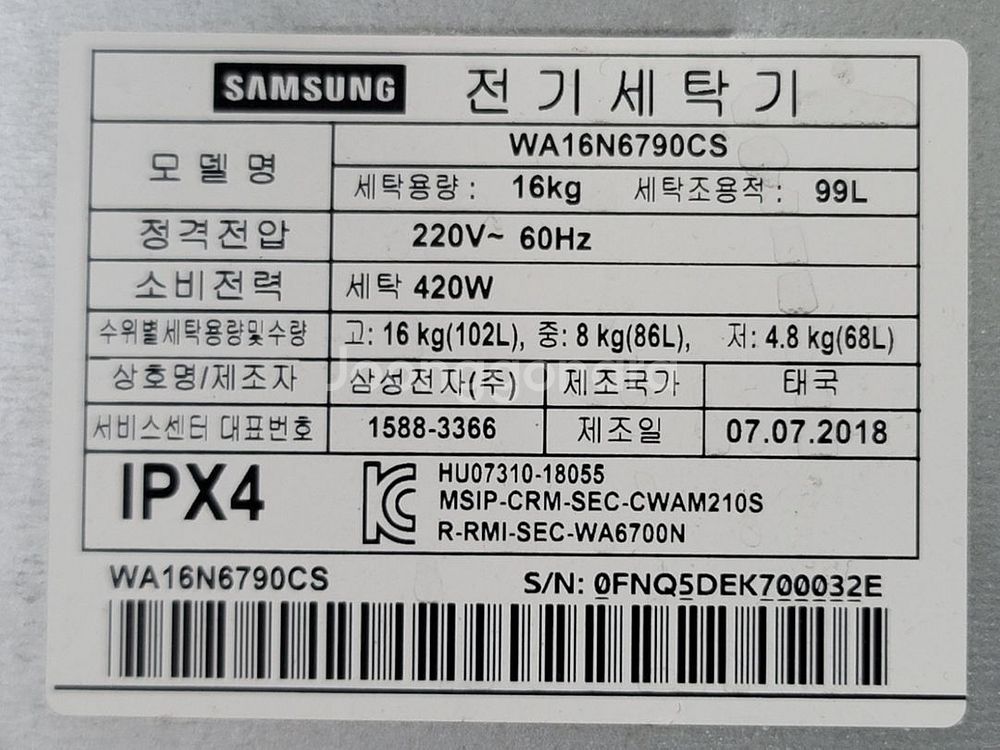 SAMSUNG 전기세탁기
모델명 WA16N6790CS
세탁용량 : 16kg 세탁조용적 : 99L
정격전압 220V~ 60Hz
소비전력 세탁 420W
수위별세탁용량및수량 고: 16 kg(102L), 중: 8 kg(86L), 저: 4.8 kg(68L)
상호명/제조자 삼성전자(주) 제조국가 태국
서비스센터 대표번호 1588-3366 제조일 07.07.2018
IPX4
HU07310-18055
MSIP-CRM-SEC-CWAM210S
R-RMI-SEC-WA6700N
WA16N6790CS S/N: 0FNQ5DEK700032E